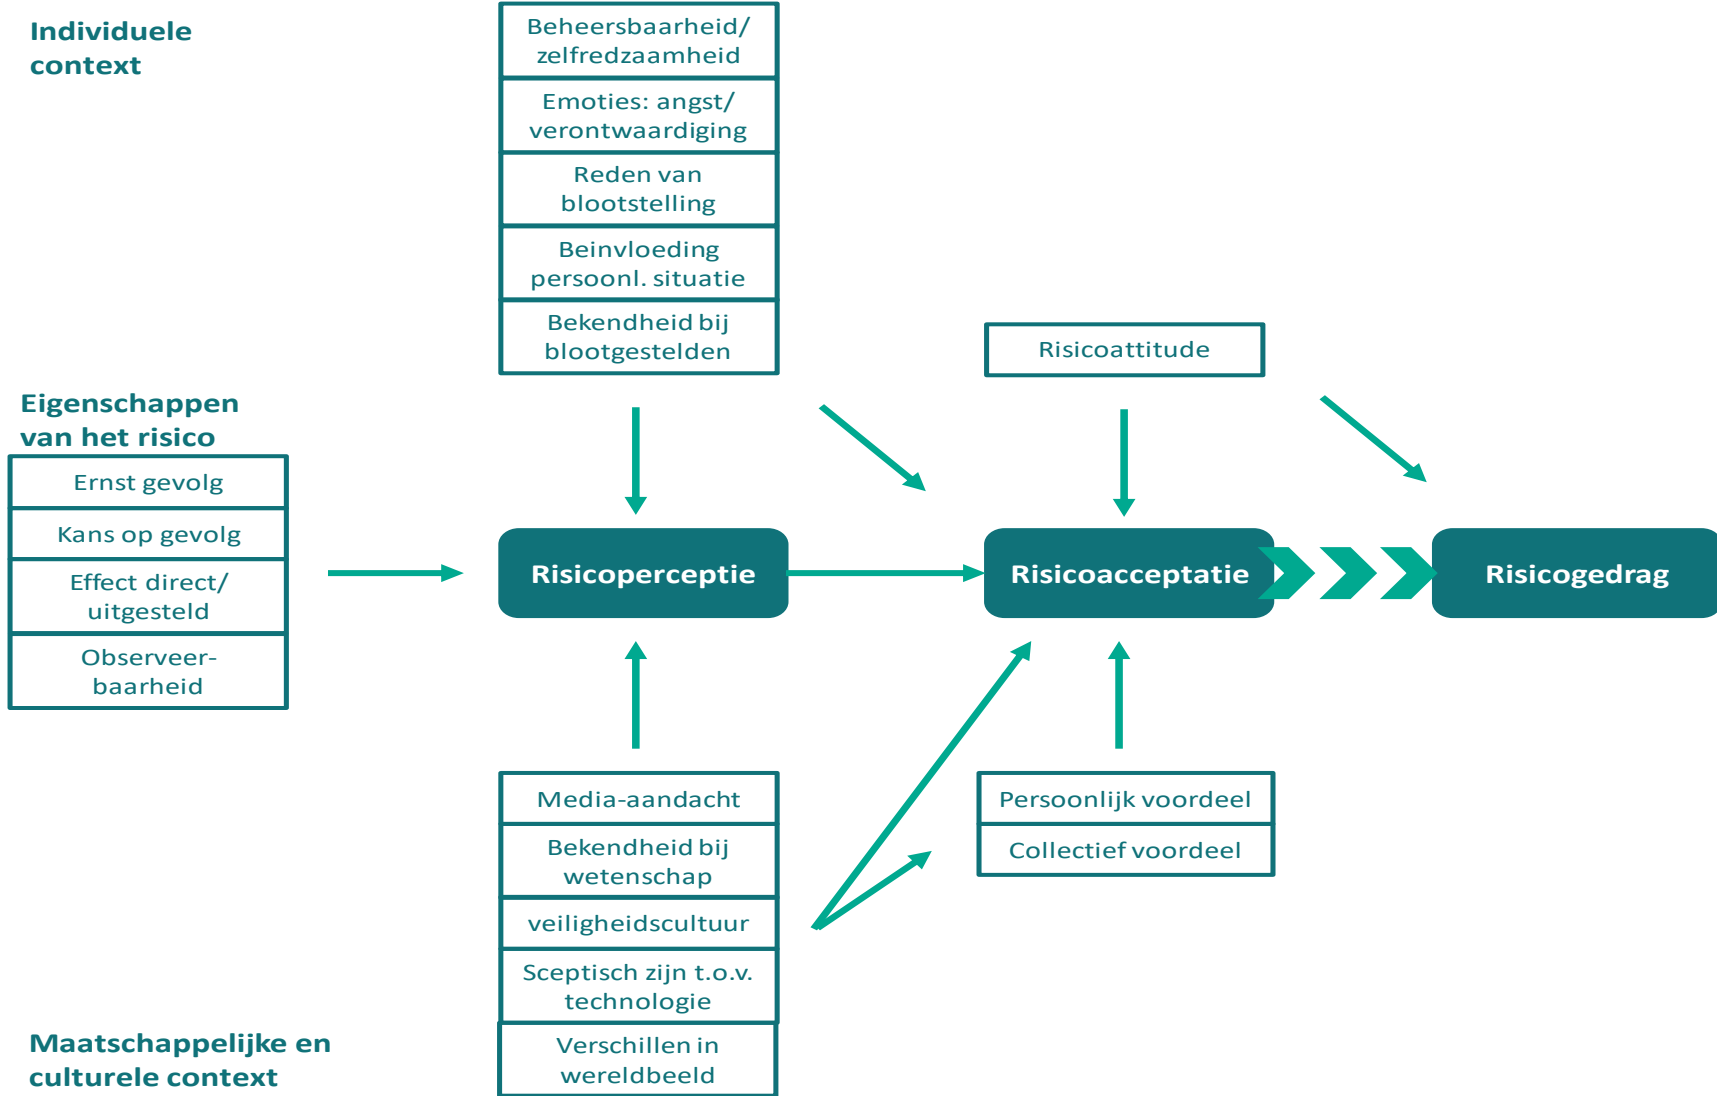 Individuele
context
Beheersbaarheid/
zelfredzaamheid
Emoties: angst/
verontwaardiging
Reden van
blootstelling
Beinvloeding
persoonl. situatie
Bekendheid bij
blootgestelden
Risicoattitude
Eigenschappen
van het risico
Ernst gevolg
Kans op gevolg
Effect direct/
uitgesteld
Observeer-
baarheid
Risicoperceptie
Risicoacceptatie
Risicogedrag
Media-aandacht
Bekendheid bij
wetenschap
veiligheidscultuur
Sceptisch zijn t.o.v.
technologie
Verschillen in
wereldbeeld
Persoonlijk voordeel
Collectief voordeel
Maatschappelijke en
culturele context